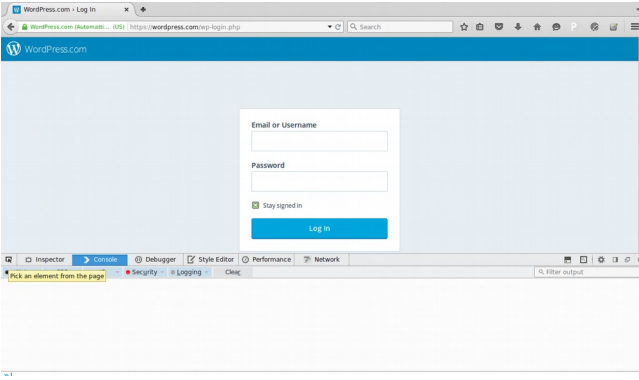 WordPress.com › Log In
WordPress.com (Automatti... (US) https://wordpress.com/wp-login.php Search
WordPress.com
Email or Username
Password
Stay signed in
Log In
Inspector Console Debugger Style Editor Performance Network
Pick an element from the page Security Logging Clear Filter output